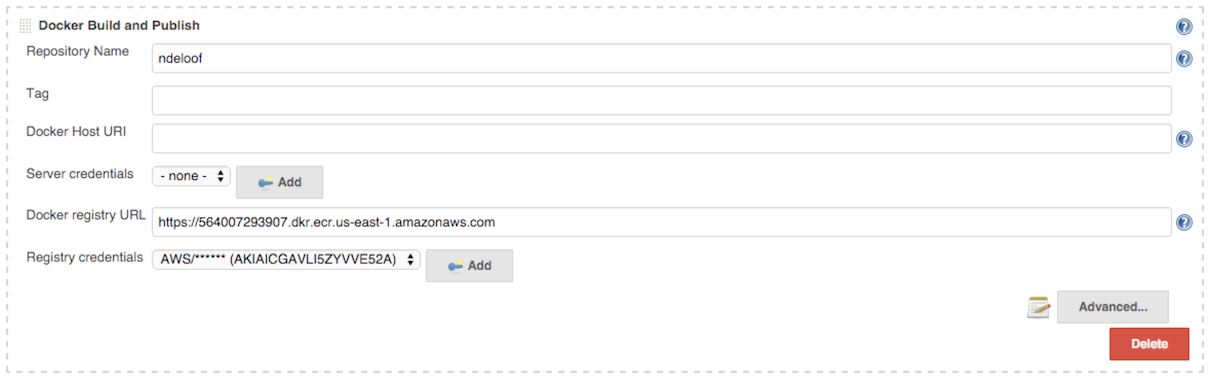 Docker Build and Publish
Repository Name
ndeloof
Tag
Docker Host URI
Server credentials
- none -
Add
Docker registry URL
https://564007293907.dkr.ecr.us-east-1.amazonaws.com
Registry credentials
AWS/****** (AKIAICGAVLI5ZYVVE52A)
Add
Advanced...
Delete